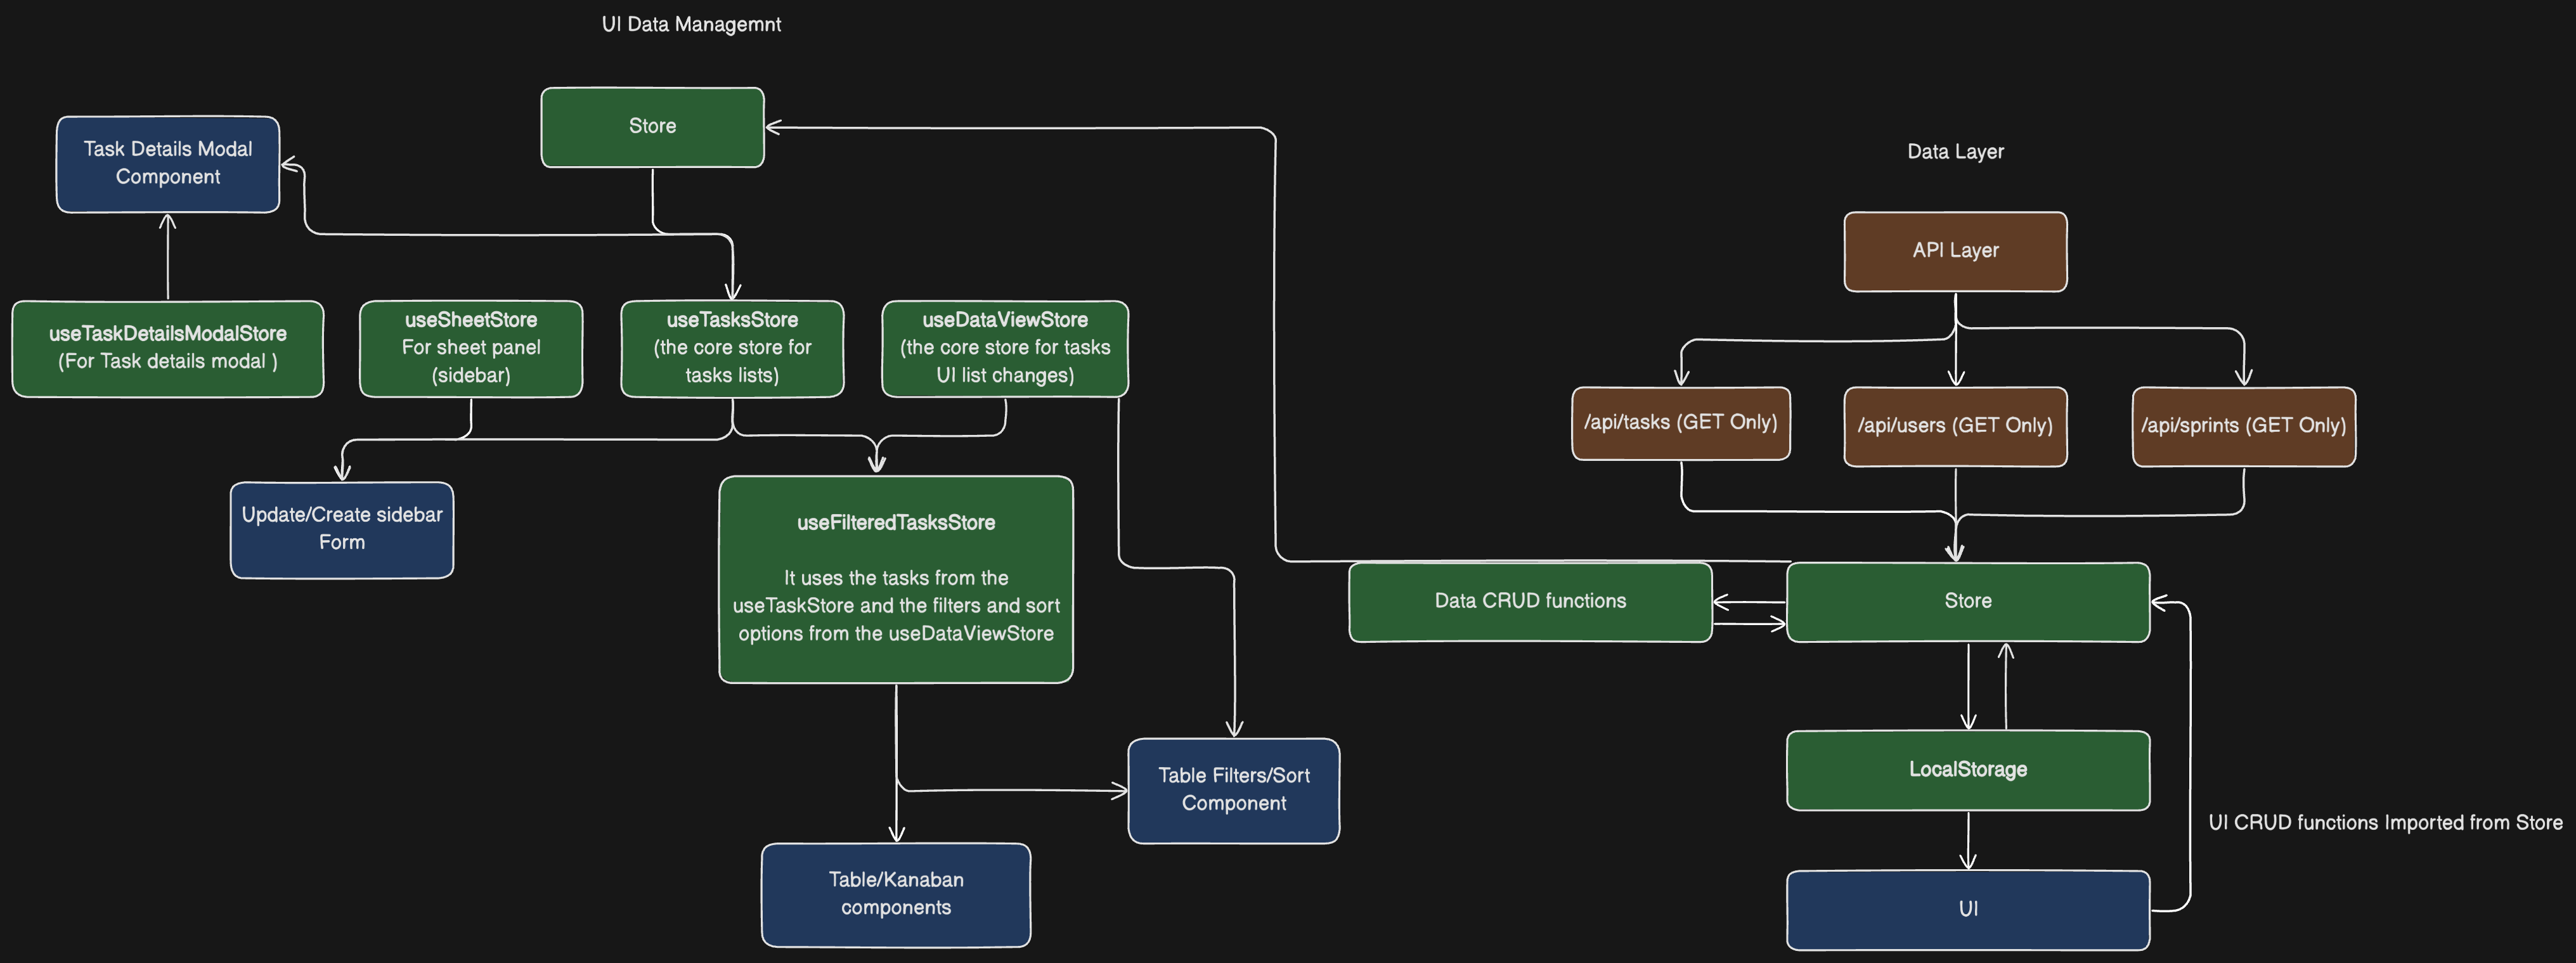 UI Data Managemnt
Store
Task Details Modal
Component
useTaskDetailsModalStore
(For Task details modal )
useSheetStore
For sheet panel
(sidebar)
useTasksStore
(the core store for
tasks lists)
useDataViewStore
(the core store for tasks
UI list changes)
Update/Create sidebar
Form
useFilteredTasksStore
It uses the tasks from the
useTaskStore and the filters and sort
options from the useDataViewStore
Table Filters/Sort
Component
Table/Kanaban
components
Data Layer
API Layer
/api/tasks (GET Only)
/api/users (GET Only)
/api/sprints (GET Only)
Data CRUD functions
Store
LocalStorage
UI CRUD functions Imported from Store
UI